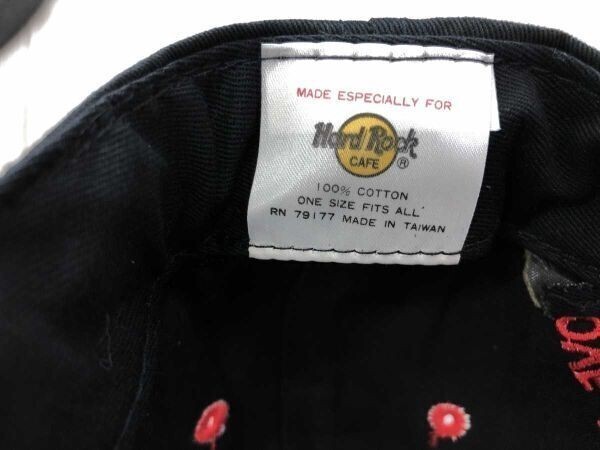 MADE ESPECIALLY FOR
Hard Rock
CAFE ®
100% COTTON
ONE SIZE FITS ALL
RN 79177 MADE IN TAIWAN